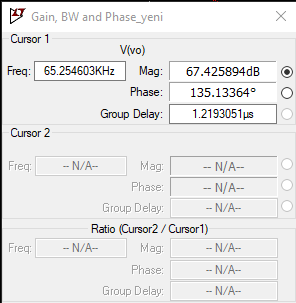 Gain, BW and Phase_yeni
Cursor 1
V(vo)
Freq: 65.254603KHz Mag: 67.425894dB
Phase: 135.13364°
Group Delay: 1.2193051µs
Cursor 2
Freq: -- N/A-- Mag: -- N/A--
Phase: -- N/A--
Group Delay: -- N/A--
Ratio (Cursor2 / Cursor1)
Freq: -- N/A-- Mag: -- N/A--
Phase: -- N/A--
Group Delay: -- N/A--